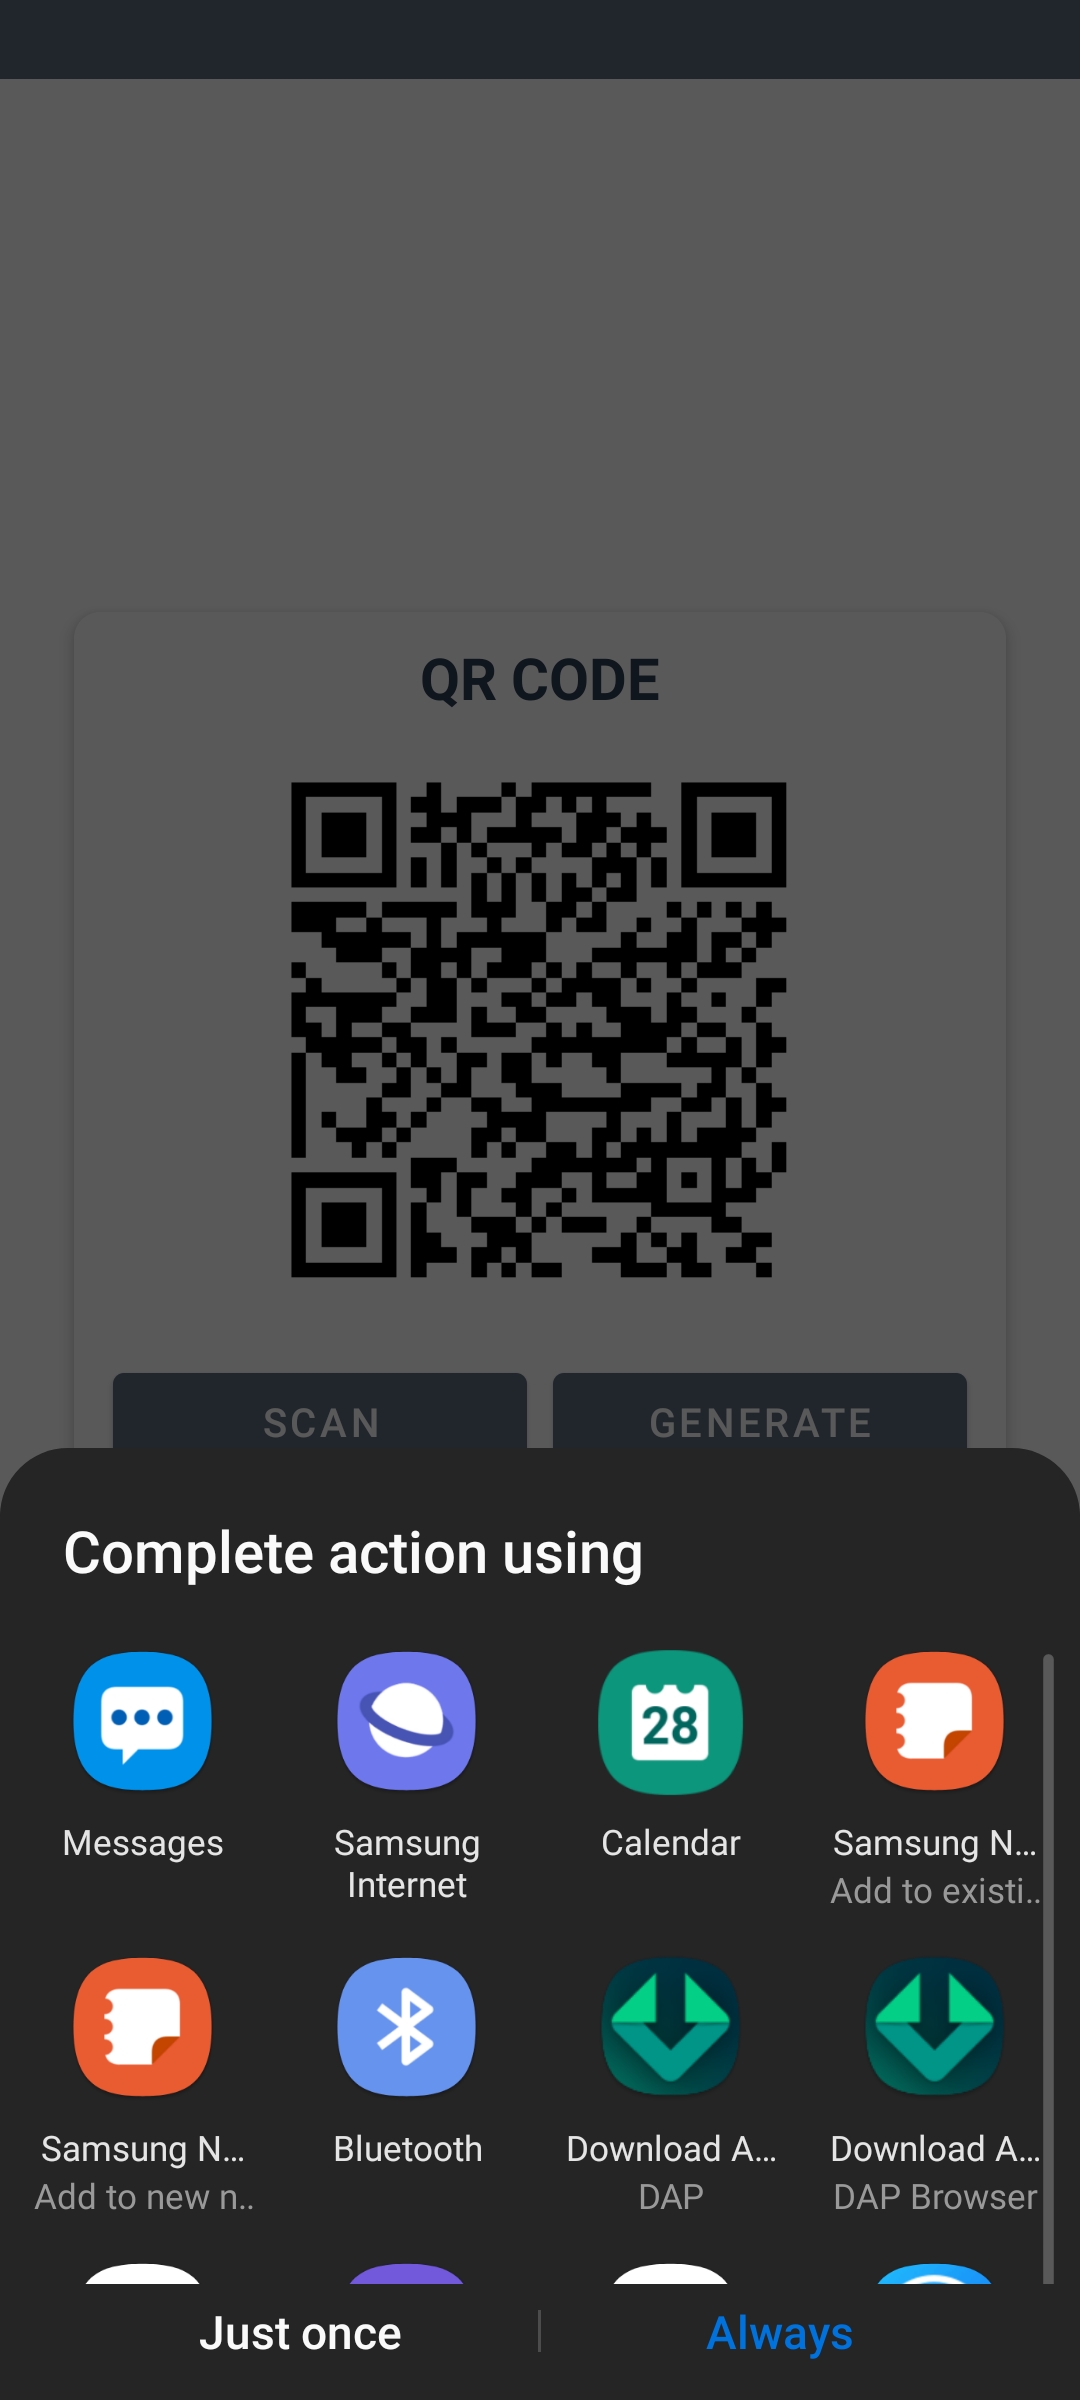 QR CODE
SCAN
GENERATE
Complete action using
Messages
Samsung
Internet
28
Calendar
Samsung N...
Add to existi..
Samsung N...
Add to new n..
Bluetooth
Download A...
DAP
Download A...
DAP Browser
Just once
Always